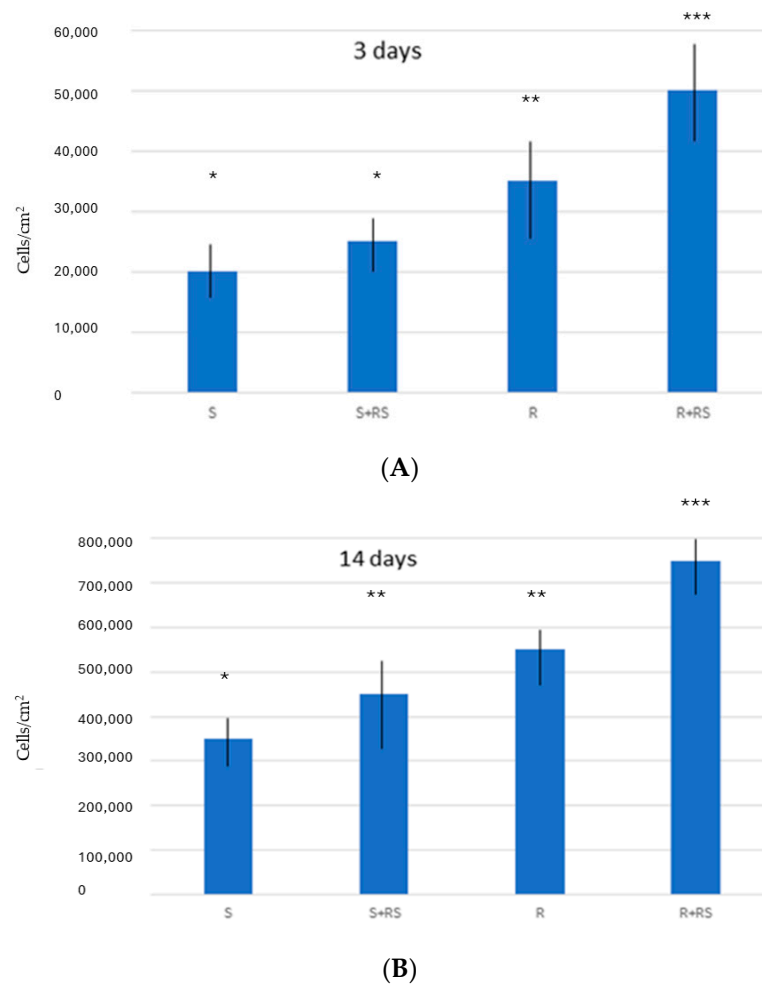 60,000
***
3 days
50,000
**
40,000
*
*
30,000
Cells/cm²
20,000
10,000
0
S
S+RS
R
R+RS
(A)
***
800,000
14 days
700,000
**
**
600,000
500,000
*
Cells/cm²
400,000
300,000
200,000
100,000
0
S
S+RS
R
R+RS
(B)